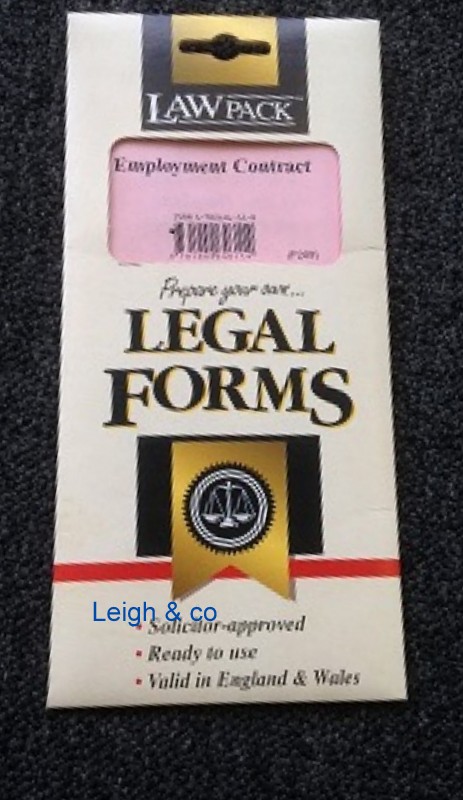 LAWPACK
Employment Contract
Prepare your own...
LEGAL
FORMS
Leigh & co
• Solicitor-approved
• Ready to use
• Valid in England & Wales